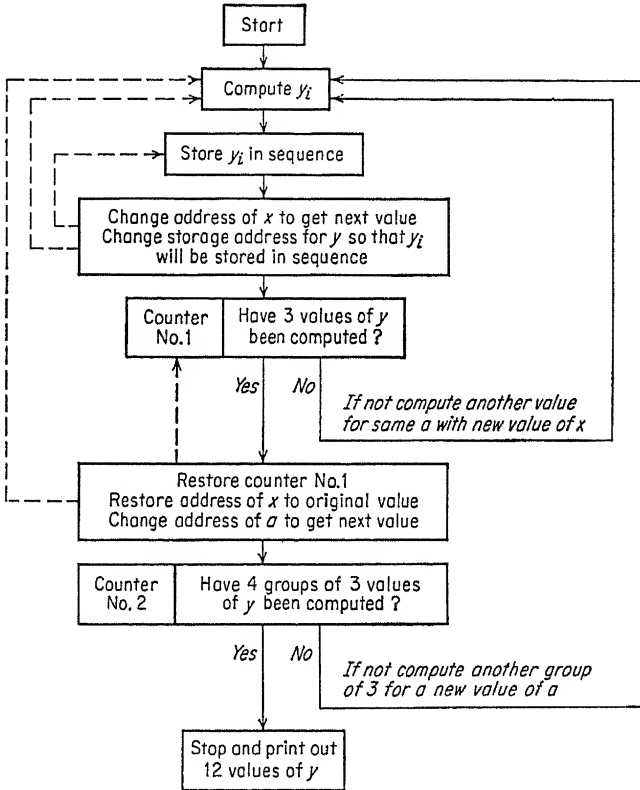 Start
Compute yi
Store yi in sequence
Change address of x to get next value
Change storage address for y so that yi
will be stored in sequence
Counter
No.1
Have 3 values of y
been computed?
Yes
No
If not compute another value
for same a with new value of x
Restore counter No.1
Restore address of x to original value
Change address of a to get next value
Counter
No. 2
Have 4 groups of 3 values
of y been computed?
Yes
No
If not compute another group
of 3 for a new value of a
Stop and print out
12 values of y